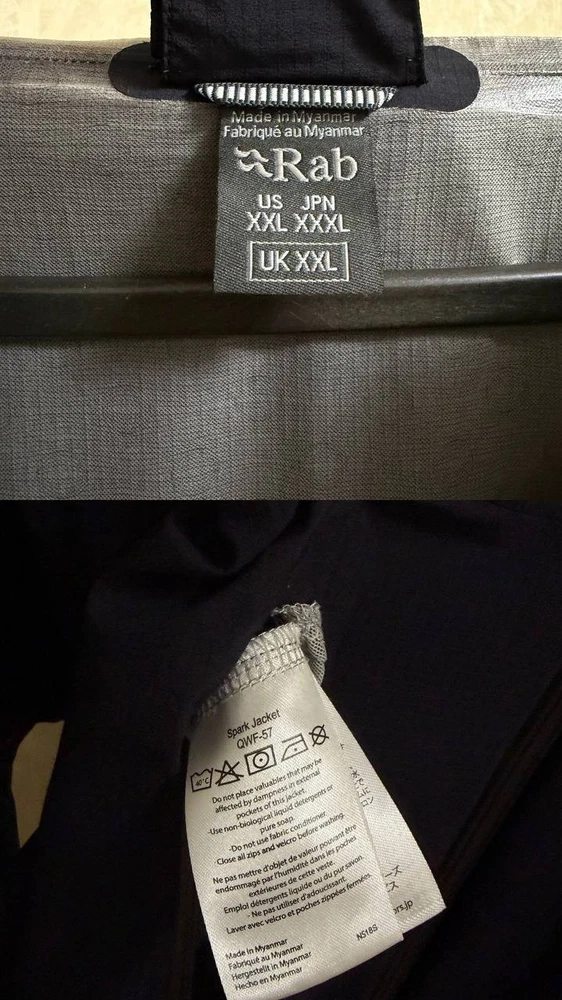 Made in Myanmar
Fabriqué au Myanmar
Rab
US JPN
XXL XXXL
UK XXL
Spark Jacket
QWF-57
40°C
Do not place valuables that may be
affected by dampness in external
pockets of this jacket.
-Use non-biological liquid detergents or
pure soap.
-Do not use fabric conditioner.
-Close all zips and velcro before washing.
Ne pas mettre d'objet de valeur pouvant être
endommagé par l'humidité dans les poches
extérieures de cette veste.
Emploi détergents liquide ou du pur savon.
- Ne pas utiliser d'adoucissant.
Laver avec velcro et poches zippées fermées.
Made in Myanmar
Fabriqué au Myanmar
Hergestellt in Myanmar
Hecho en Myanmar
NS18S
ors.jp